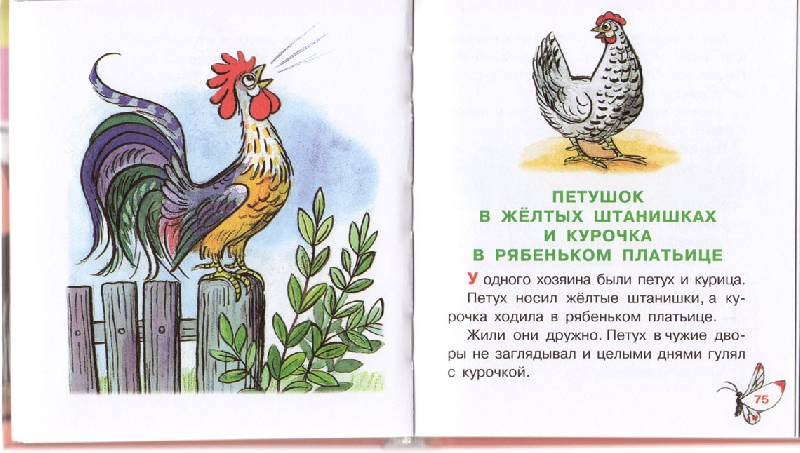 ПЕТУШОК
В ЖЁЛТЫХ ШТАНИШКАХ
И КУРОЧКА
В РЯБЕНЬКОМ ПЛАТЬИЦЕ
У одного хозяина были петух и курица.
Петух носил жёлтые штанишки, а ку-
рочка ходила в рябеньком платьице.
Жили они дружно. Петух в чужие дво-
ры не заглядывал и целыми днями гулял
с курочкой.
75